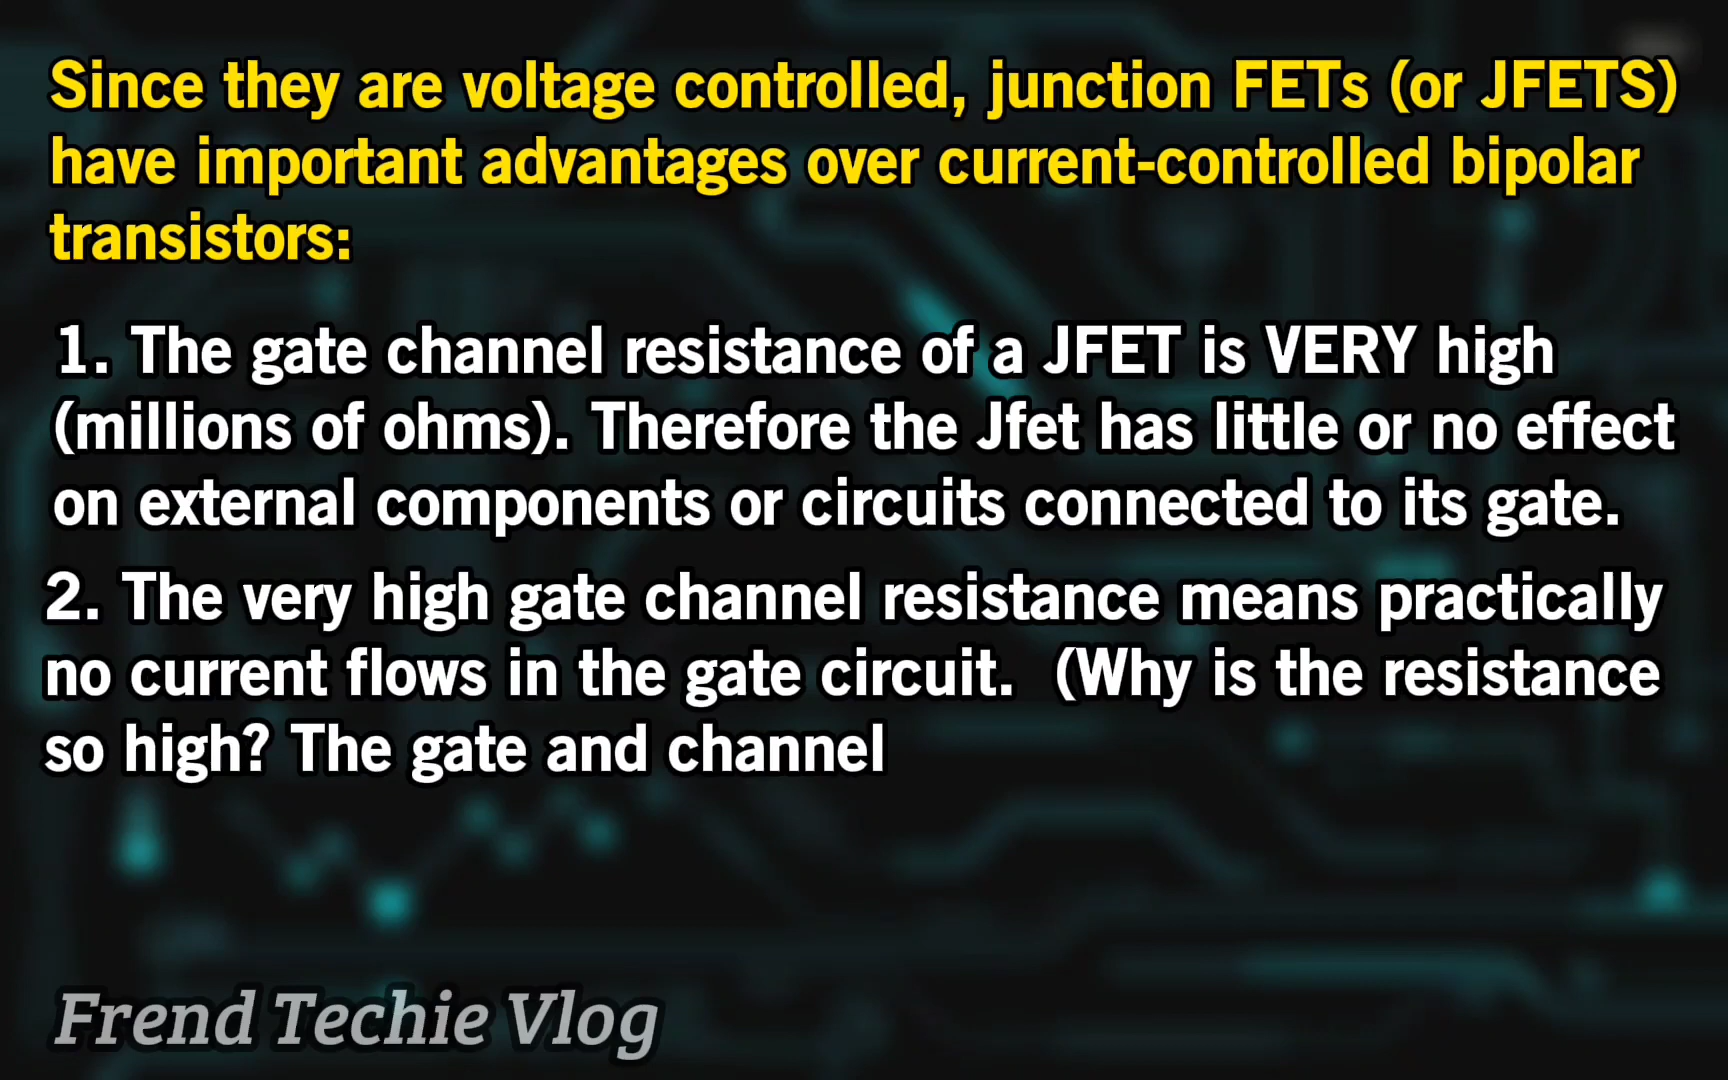 Since they are voltage controlled, junction FETs (or JFETS)
have important advantages over current-controlled bipolar
transistors:
1. The gate channel resistance of a JFET is VERY high
(millions of ohms). Therefore the Jfet has little or no effect
on external components or circuits connected to its gate.
2. The very high gate channel resistance means practically
no current flows in the gate circuit.  (Why is the resistance
so high? The gate and channel
Frend Techie Vlog